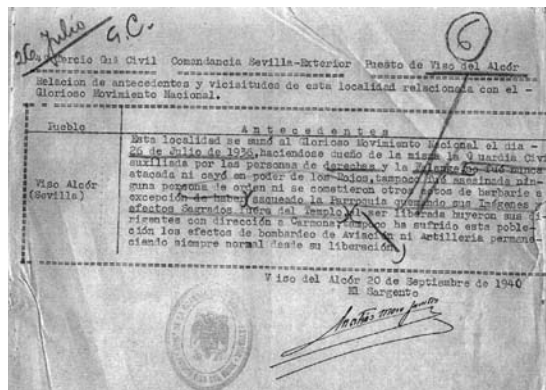 26 Julio G.C.
6
Tercio Guª Civil Comandancia Sevilla-Exterior Puesto de Viso del Alcór
Relacion de antecedentes y vicisitudes de esta localidad relacionada con el -
Glorioso Movimiento Nacional.
Pueblo
Antecedentes
Viso Alcór
(Sevilla)
Esta localidad se sumó al Glorioso Movimiento Nacional el dia -
26 de Julio de 1936, haciendose dueño de la misma la Guardia Civi
auxiliada por las personas de derechas y la Falange, fué nunca
atacada ni cayó en poder de los Rojos, tampoco fué asesinada nin-
guna persona de orden ni se cometieron otros actos de barbarie a
excepción de haber saqueado la Parroquia quemando sus Imágenes y
efectos Sagrados fuera del Templo, al ser liberada huyeron sus di-
rigentes con dirección a Carmona, tampoco ha sufrido esta pobla-
ción los efectos de bombardeo de Aviación ni Artilleria permane-
ciendo siempre normal desde su liberación.
Viso del Alcór 20 de Septiembre de 1940
El Sargento